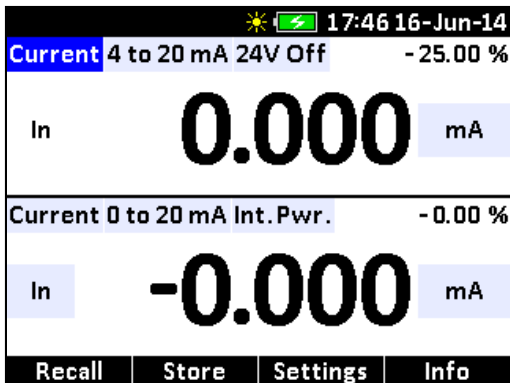 17:46 16-Jun-14
Current 4 to 20 mA 24V Off -25.00 %
In 0.000 mA
Current 0 to 20 mA Int.Pwr. -0.00 %
In -0.000 mA
Recall Store Settings Info